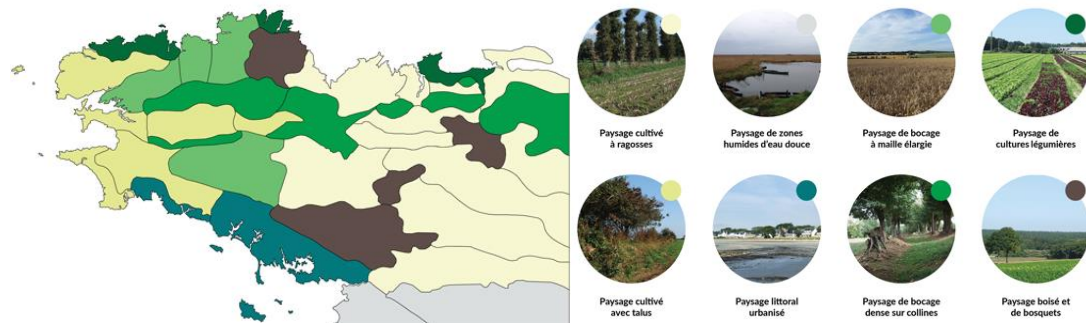 Paysage cultivé
à ragosses
Paysage de zones
humides d'eau douce
Paysage de bocage
à maille élargie
Paysage de
cultures légumières
Paysage cultivé
avec talus
Paysage littoral
urbanisé
Paysage de bocage
dense sur collines
Paysage boisé et
de bosquets